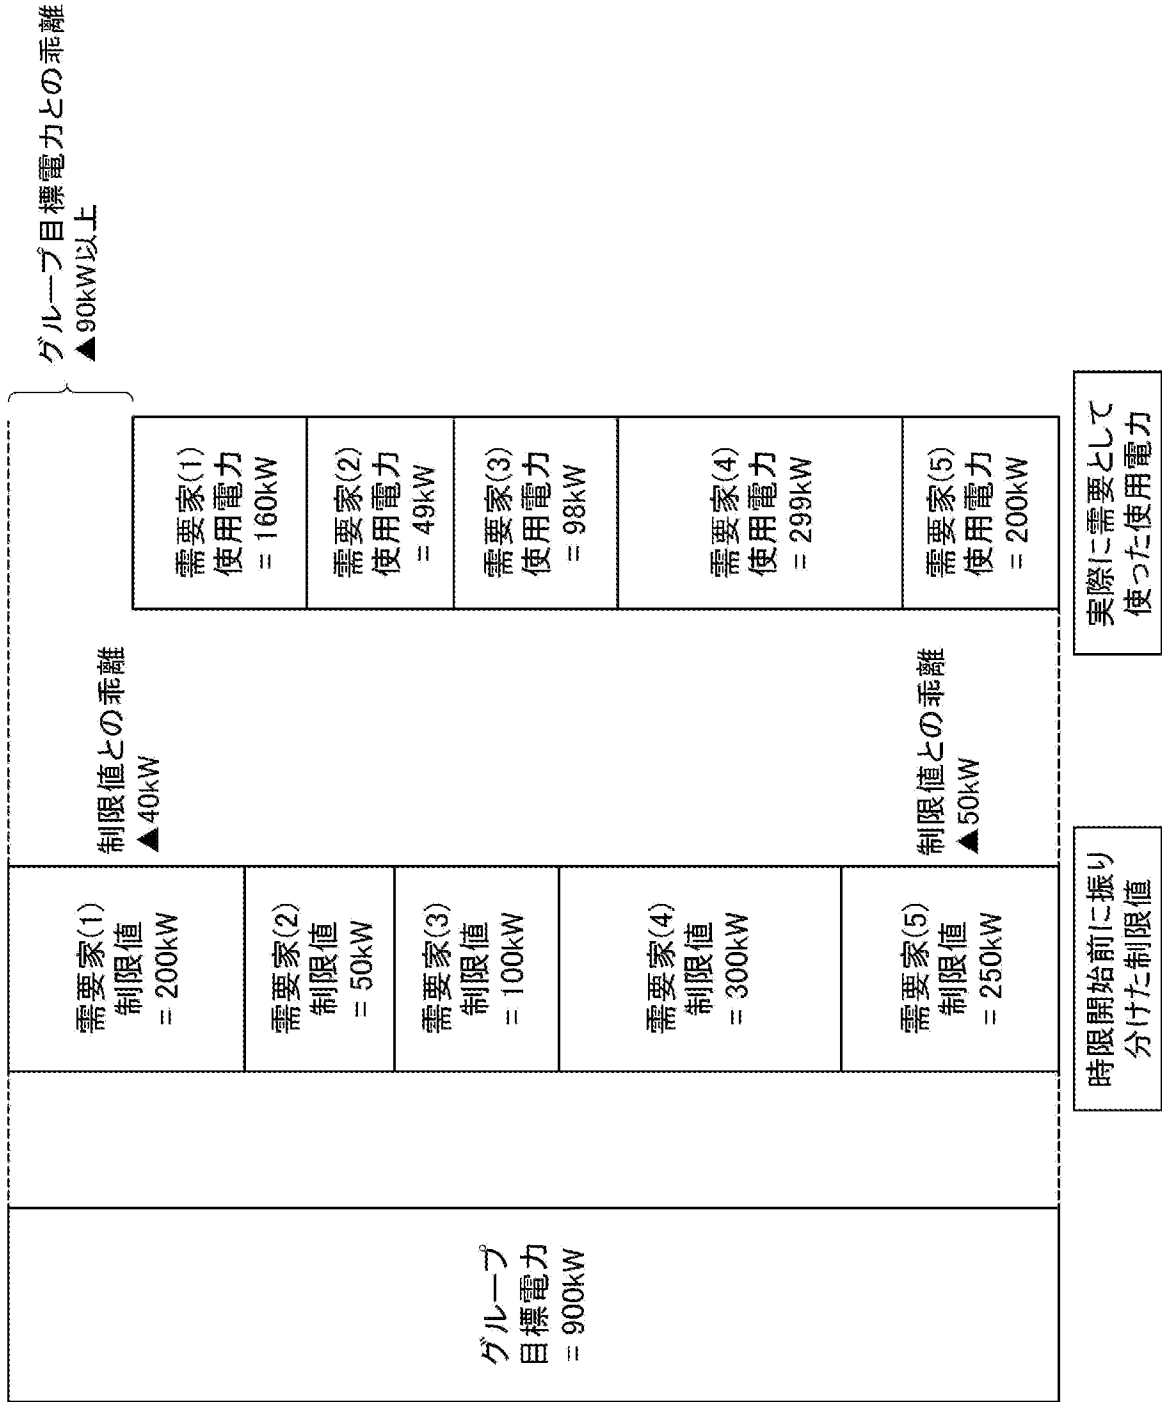 グループ
目標電力
= 900kW
需要家(1)
制限値
= 200kW
需要家(2)
制限値
= 50kW
需要家(3)
制限値
= 100kW
需要家(4)
制限値
= 300kW
需要家(5)
制限値
= 250kW
時限開始前に振り
分けた制限値
制限値との乖離
▲40kW
制限値との乖離
▲50kW
需要家(1)
使用電力
= 160kW
需要家(2)
使用電力
= 49kW
需要家(3)
使用電力
= 98kW
需要家(4)
使用電力
= 299kW
需要家(5)
使用電力
= 200kW
実際に需要として
使った使用電力
グループ目標電力との乖離
▲90kW以上